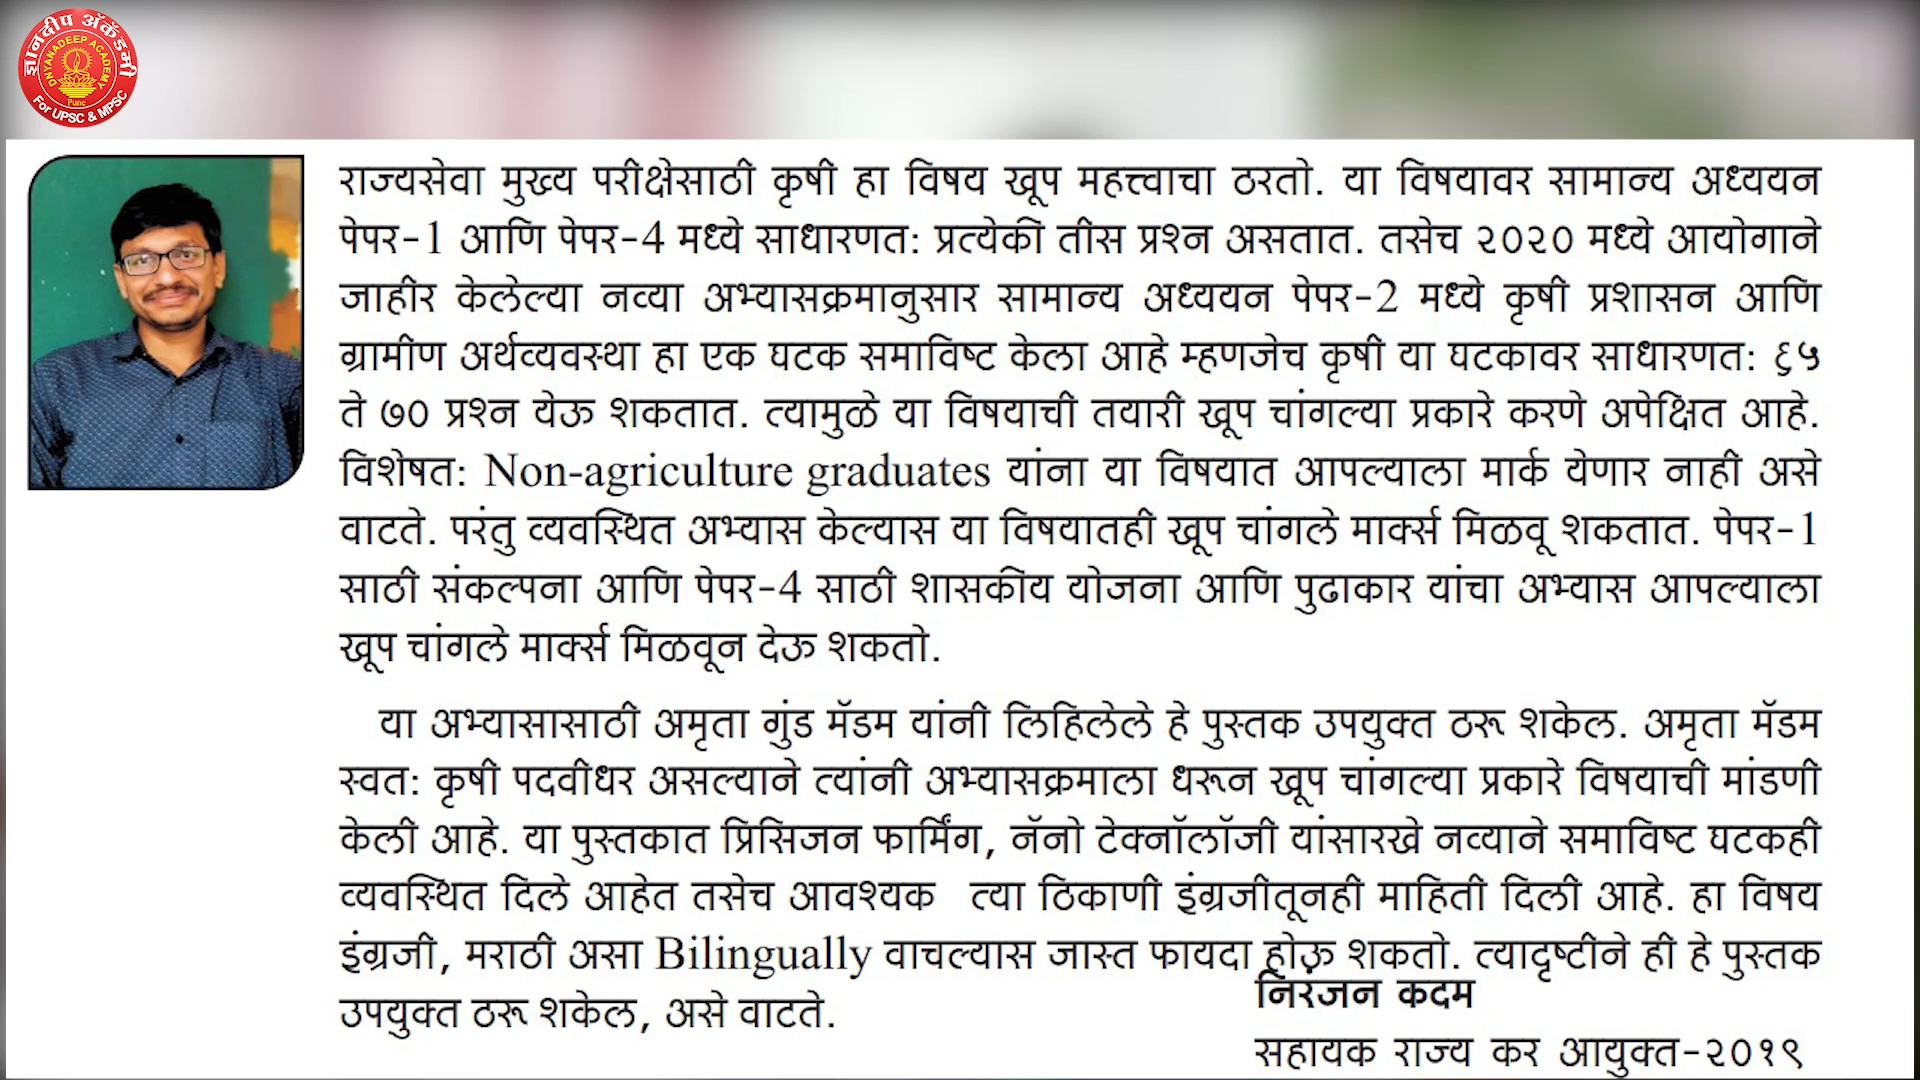 ज्ञानदीप ॲकॅडमी
DNYANADEEP ACADEMY
Pune
For UPSC & MPSC
राज्यसेवा मुख्य परीक्षेसाठी कृषी हा विषय खूप महत्त्वाचा ठरतो. या विषयावर सामान्य अध्ययन
पेपर-1 आणि पेपर-4 मध्ये साधारणतः प्रत्येकी तीस प्रश्न असतात. तसेच २०२० मध्ये आयोगाने
जाहीर केलेल्या नव्या अभ्यासक्रमानुसार सामान्य अध्ययन पेपर-2 मध्ये कृषी प्रशासन आणि
ग्रामीण अर्थव्यवस्था हा एक घटक समाविष्ट केला आहे म्हणजेच कृषी या घटकावर साधारणतः ६५
ते ७० प्रश्न येऊ शकतात. त्यामुळे या विषयाची तयारी खूप चांगल्या प्रकारे करणे अपेक्षित आहे.
विशेषतः Non-agriculture graduates यांना या विषयात आपल्याला मार्क येणार नाही असे
वाटते. परंतु व्यवस्थित अभ्यास केल्यास या विषयातही खूप चांगले मार्क्स मिळवू शकतात. पेपर-1
साठी संकल्पना आणि पेपर-4 साठी शासकीय योजना आणि पुढाकार यांचा अभ्यास आपल्याला
खूप चांगले मार्क्स मिळवून देऊ शकतो.
या अभ्यासासाठी अमृता गुंड मॅडम यांनी लिहिलेले हे पुस्तक उपयुक्त ठरू शकेल. अमृता मॅडम
स्वतः कृषी पदवीधर असल्याने त्यांनी अभ्यासक्रमाला धरून खूप चांगल्या प्रकारे विषयाची मांडणी
केली आहे. या पुस्तकात प्रिसिजन फार्मिंग, नॅनो टेक्नॉलॉजी यांसारखे नव्याने समाविष्ट घटकही
व्यवस्थित दिले आहेत तसेच आवश्यक त्या ठिकाणी इंग्रजीतूनही माहिती दिली आहे. हा विषय
इंग्रजी, मराठी असा Bilingually वाचल्यास जास्त फायदा होऊ शकतो. त्यादृष्टीने ही हे पुस्तक
उपयुक्त ठरू शकेल, असे वाटते.
निरंजन कदम
सहायक राज्य कर आयुक्त-२०१९